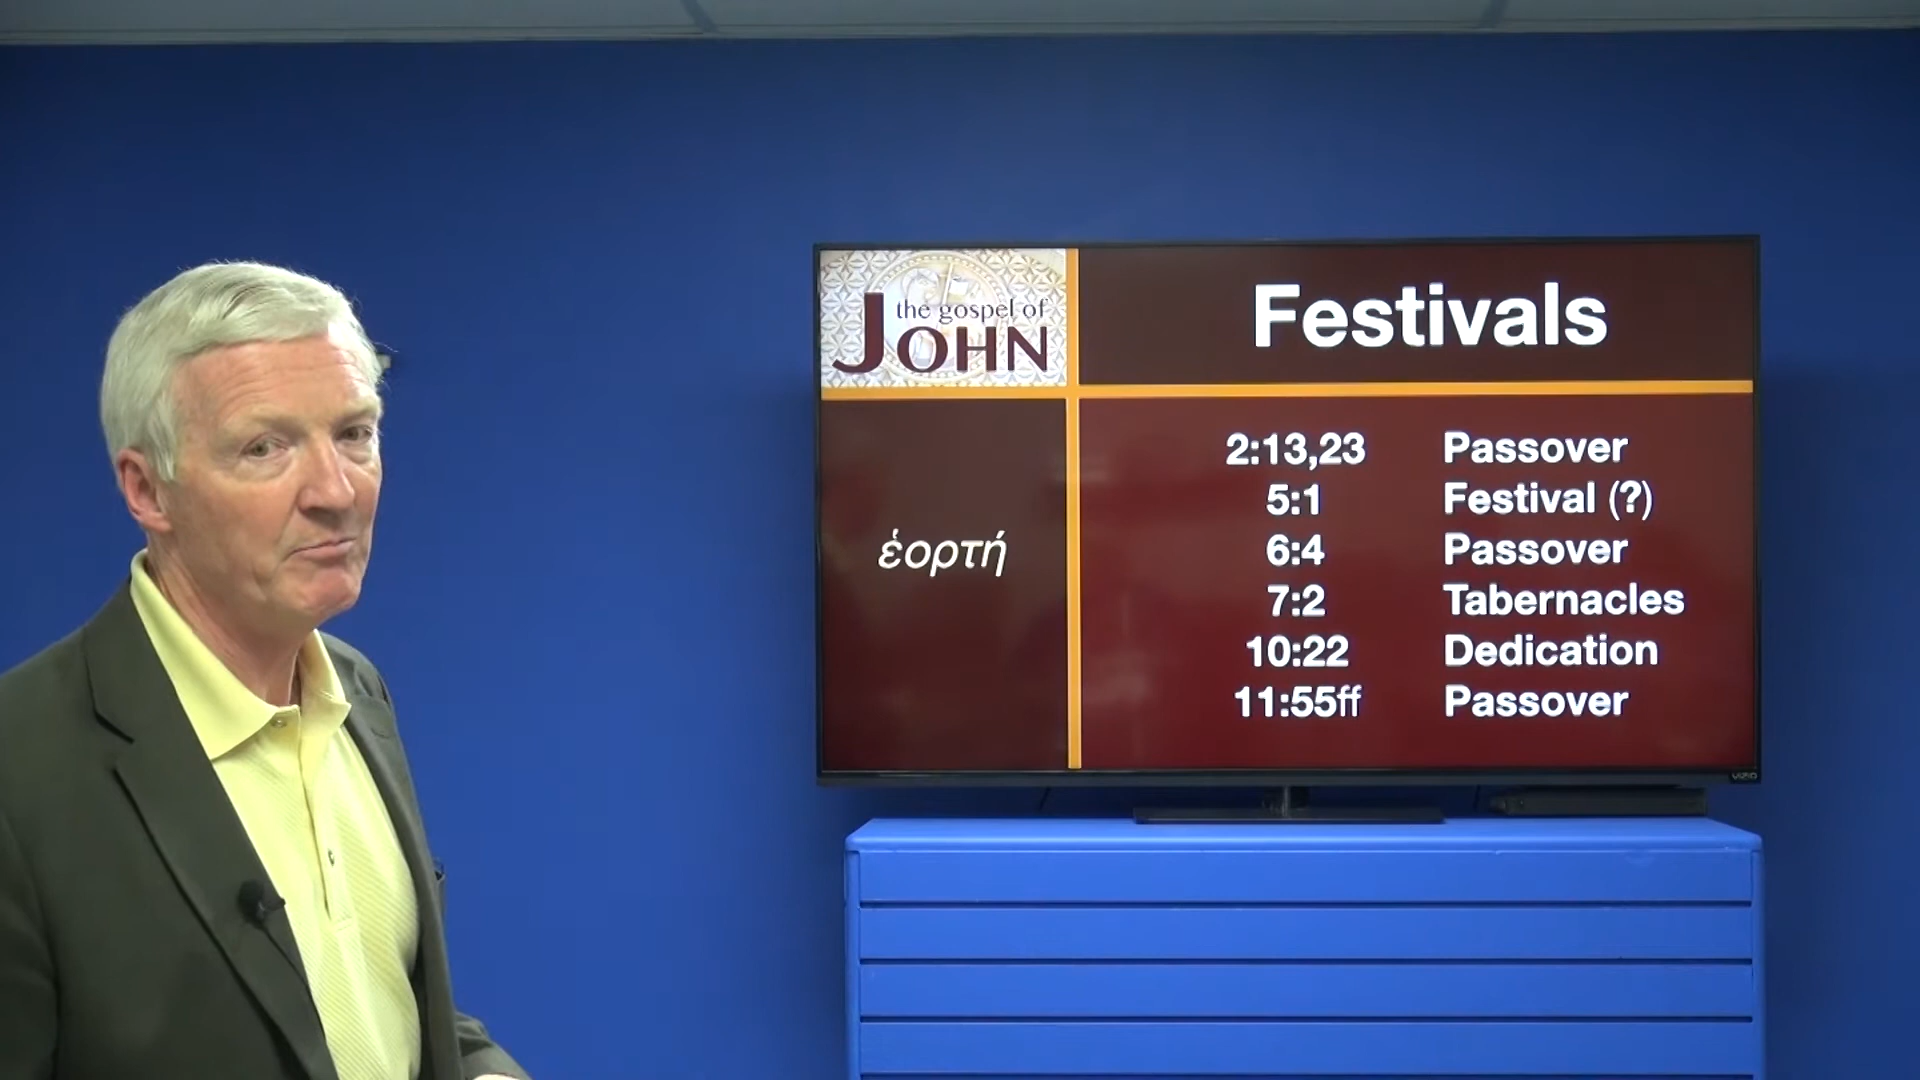 the gospel of
JOHN
Festivals
ἑορτή
2:13,23 Passover
5:1 Festival (?)
6:4 Passover
7:2 Tabernacles
10:22 Dedication
11:55ff Passover
VIZIO